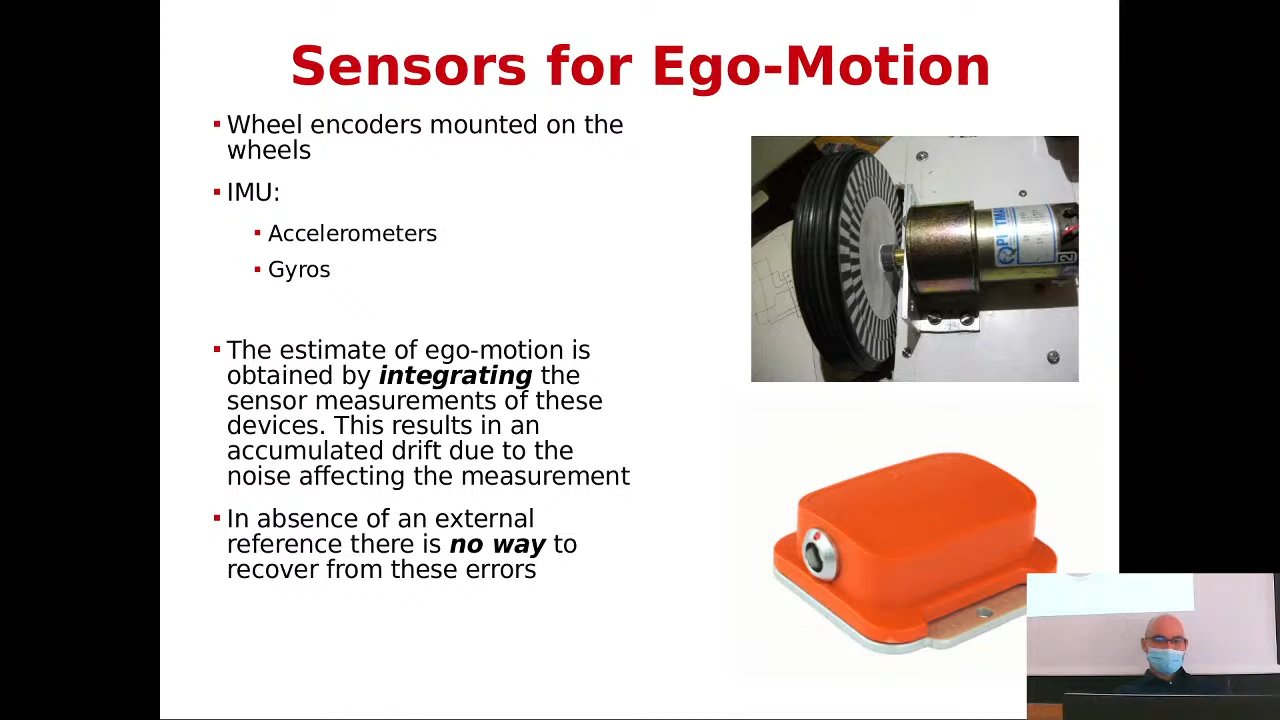 Sensors for Ego-Motion
Wheel encoders mounted on the
wheels
IMU:
Accelerometers
Gyros
The estimate of ego-motion is
obtained by integrating the
sensor measurements of these
devices. This results in an
accumulated drift due to the
noise affecting the measurement
In absence of an external
reference there is no way to
recover from these errors